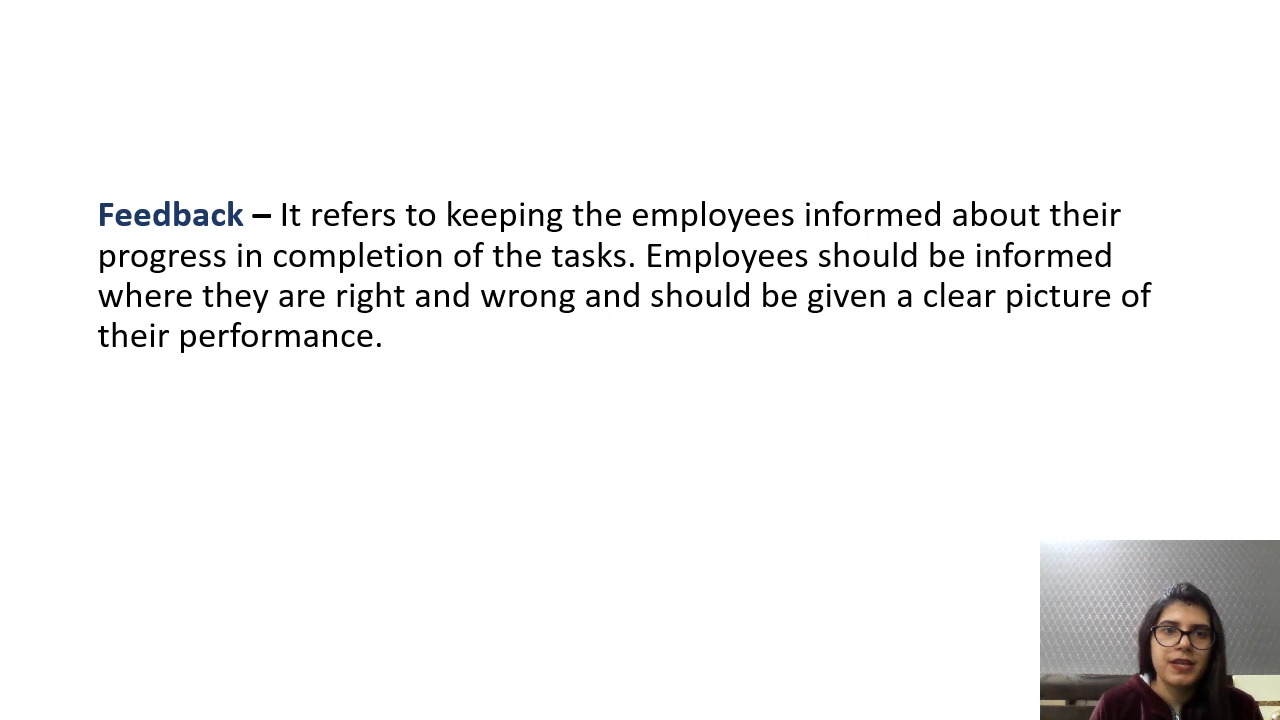 Feedback – It refers to keeping the employees informed about their
progress in completion of the tasks. Employees should be informed
where they are right and wrong and should be given a clear picture of
their performance.